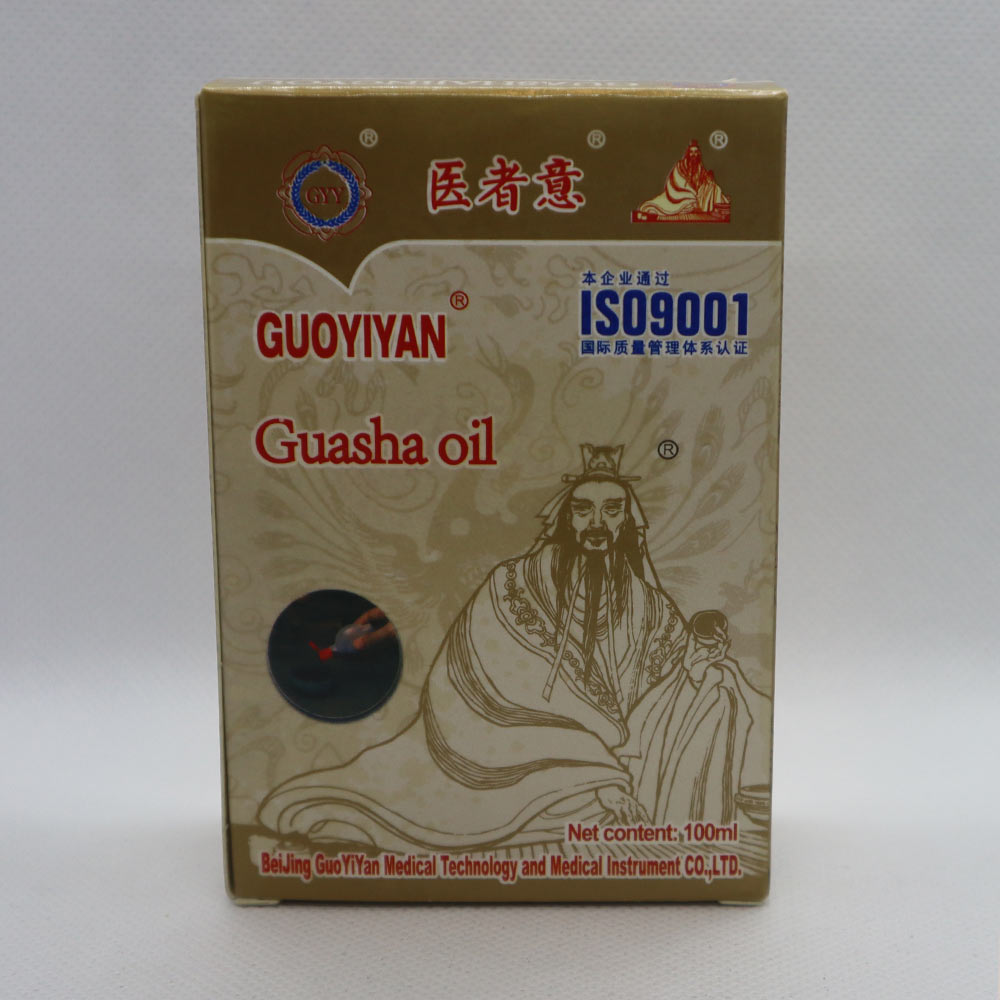 GYY ®
医者意 ®
®
本企业通过
ISO9001
国际质量管理体系认证
GUOYIYAN ®
Guasha oil
®
Net content: 100ml
BeiJing GuoYiYan Medical Technology and Medical Instrument CO.,LTD.